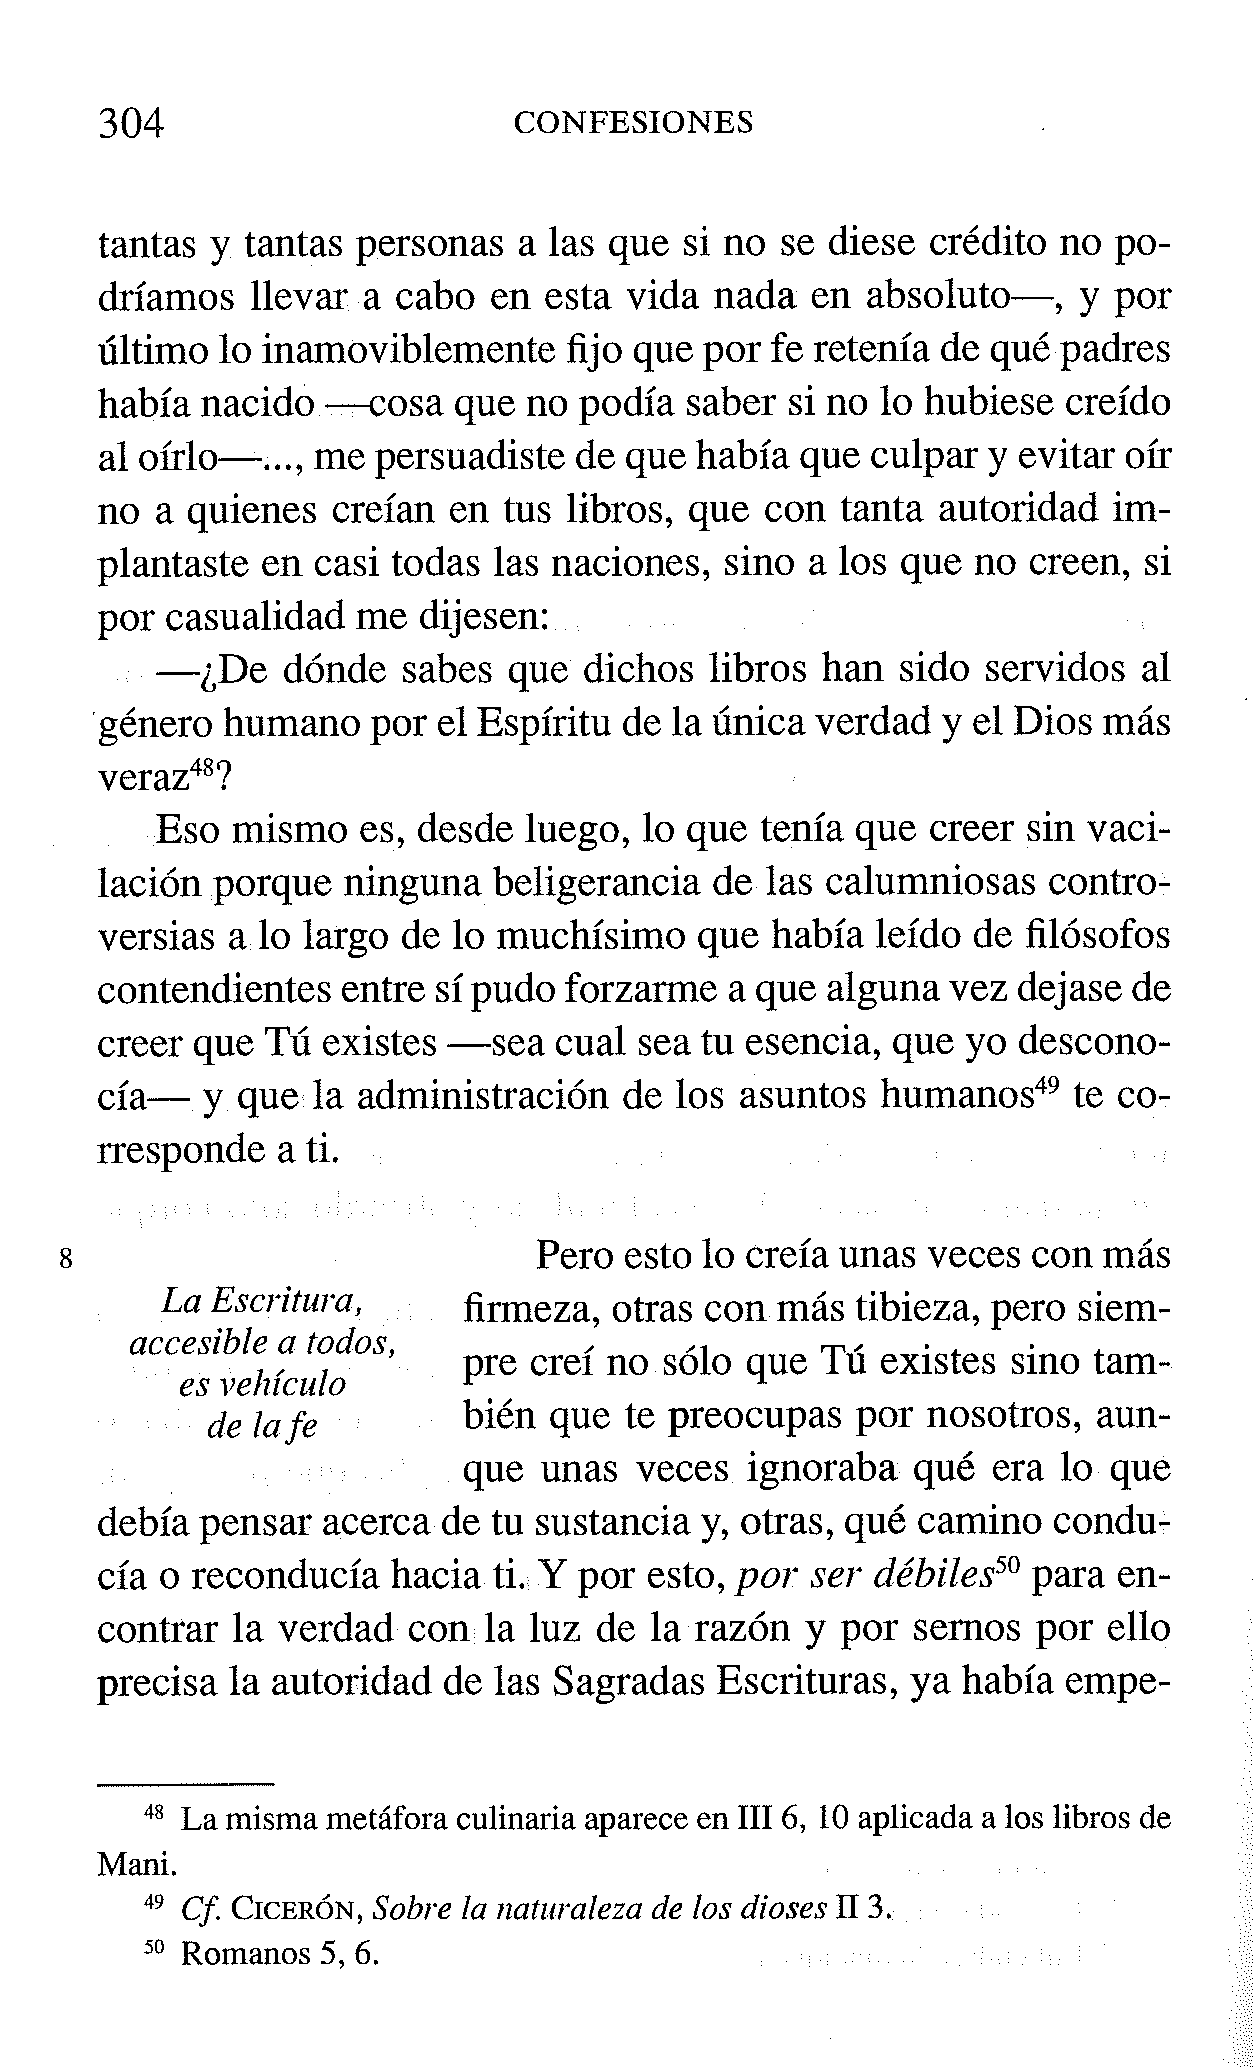 304 CONFESIONES
tantas y tantas personas a las que si no se diese crédito no po-
dríamos llevar a cabo en esta vida nada en absoluto—, y por
último lo inamoviblemente fijo que por fe retenía de qué padres
había nacido —cosa que no podía saber si no lo hubiese creído
al oírlo—..., me persuadiste de que había que culpar y evitar oír
no a quienes creían en tus libros, que con tanta autoridad im-
plantaste en casi todas las naciones, sino a los que no creen, si
por casualidad me dijesen:
—¿De dónde sabes que dichos libros han sido servidos al
género humano por el Espíritu de la única verdad y el Dios más
veraz⁴⁸?
Eso mismo es, desde luego, lo que tenía que creer sin vaci-
lación porque ninguna beligerancia de las calumniosas contro-
versias a lo largo de lo muchísimo que había leído de filósofos
contendientes entre sí pudo forzarme a que alguna vez dejase de
creer que Tú existes —sea cual sea tu esencia, que yo descono-
cía— y que la administración de los asuntos humanos⁴⁹ te co-
rresponde a ti.
8
La Escritura,
accesible a todos,
es vehículo
de la fe
Pero esto lo creía unas veces con más
firmeza, otras con más tibieza, pero siem-
pre creí no sólo que Tú existes sino tam-
bién que te preocupas por nosotros, aun-
que unas veces ignoraba qué era lo que
debía pensar acerca de tu sustancia y, otras, qué camino condu-
cía o reconducía hacia ti. Y por esto, por ser débiles⁵⁰ para en-
contrar la verdad con la luz de la razón y por sernos por ello
precisa la autoridad de las Sagradas Escrituras, ya había empe-
⁴⁸ La misma metáfora culinaria aparece en III 6, 10 aplicada a los libros de
Mani.
⁴⁹ Cf. CICERÓN, Sobre la naturaleza de los dioses II 3.
⁵⁰ Romanos 5, 6.